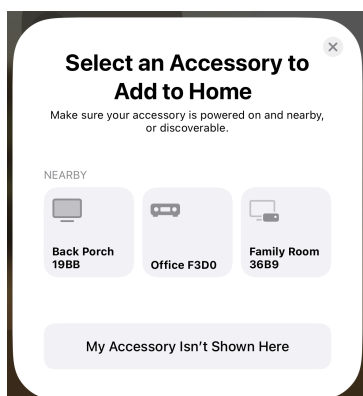 Select an Accessory to
Add to Home
Make sure your accessory is powered on and nearby,
or discoverable.
NEARBY
Back Porch
19BB
Office F3D0
Family Room
36B9
My Accessory Isn’t Shown Here